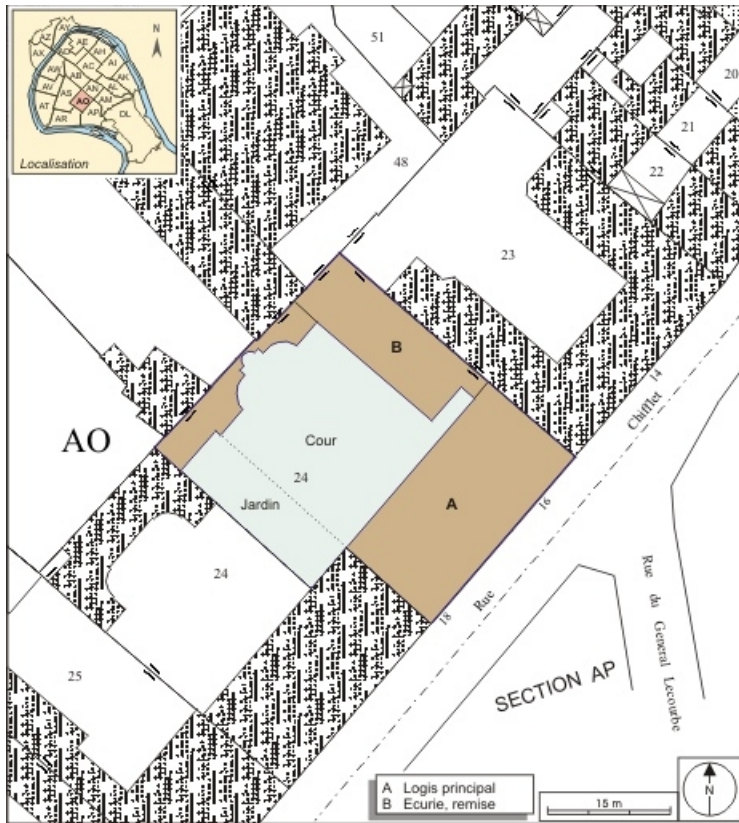 AY
AZ
AE
AX
AD
AH
AC
AI
AW
AB
AK
AV
AS
AN
AL
AT
AO
AM
AR
AP
DL
N
Localisation
51
20
21
22
48
23
B
14
Chifflet
AO
Cour
24
Jardin
A
16
24
18
Rue
Rue du General Lecourbe
25
SECTION AP
A Logis principal
B Ecurie, remise
15 m
N